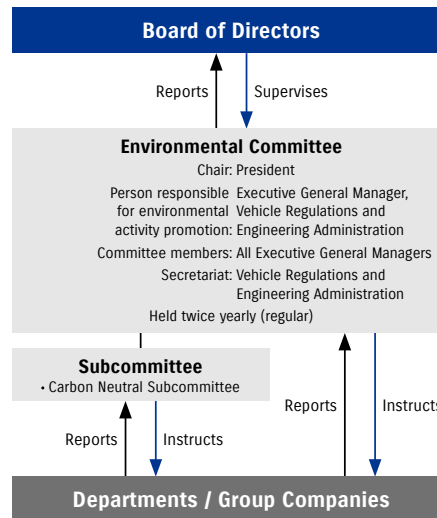 Board of Directors
Reports
Supervises
Environmental Committee
Chair: President
Person responsible for environmental activity promotion: Executive General Manager, Vehicle Regulations and Engineering Administration
Committee members: All Executive General Managers
Secretariat: Vehicle Regulations and
Engineering Administration
Held twice yearly (regular)
Subcommittee
• Carbon Neutral Subcommittee
Reports
Instructs
Reports
Instructs
Departments / Group Companies